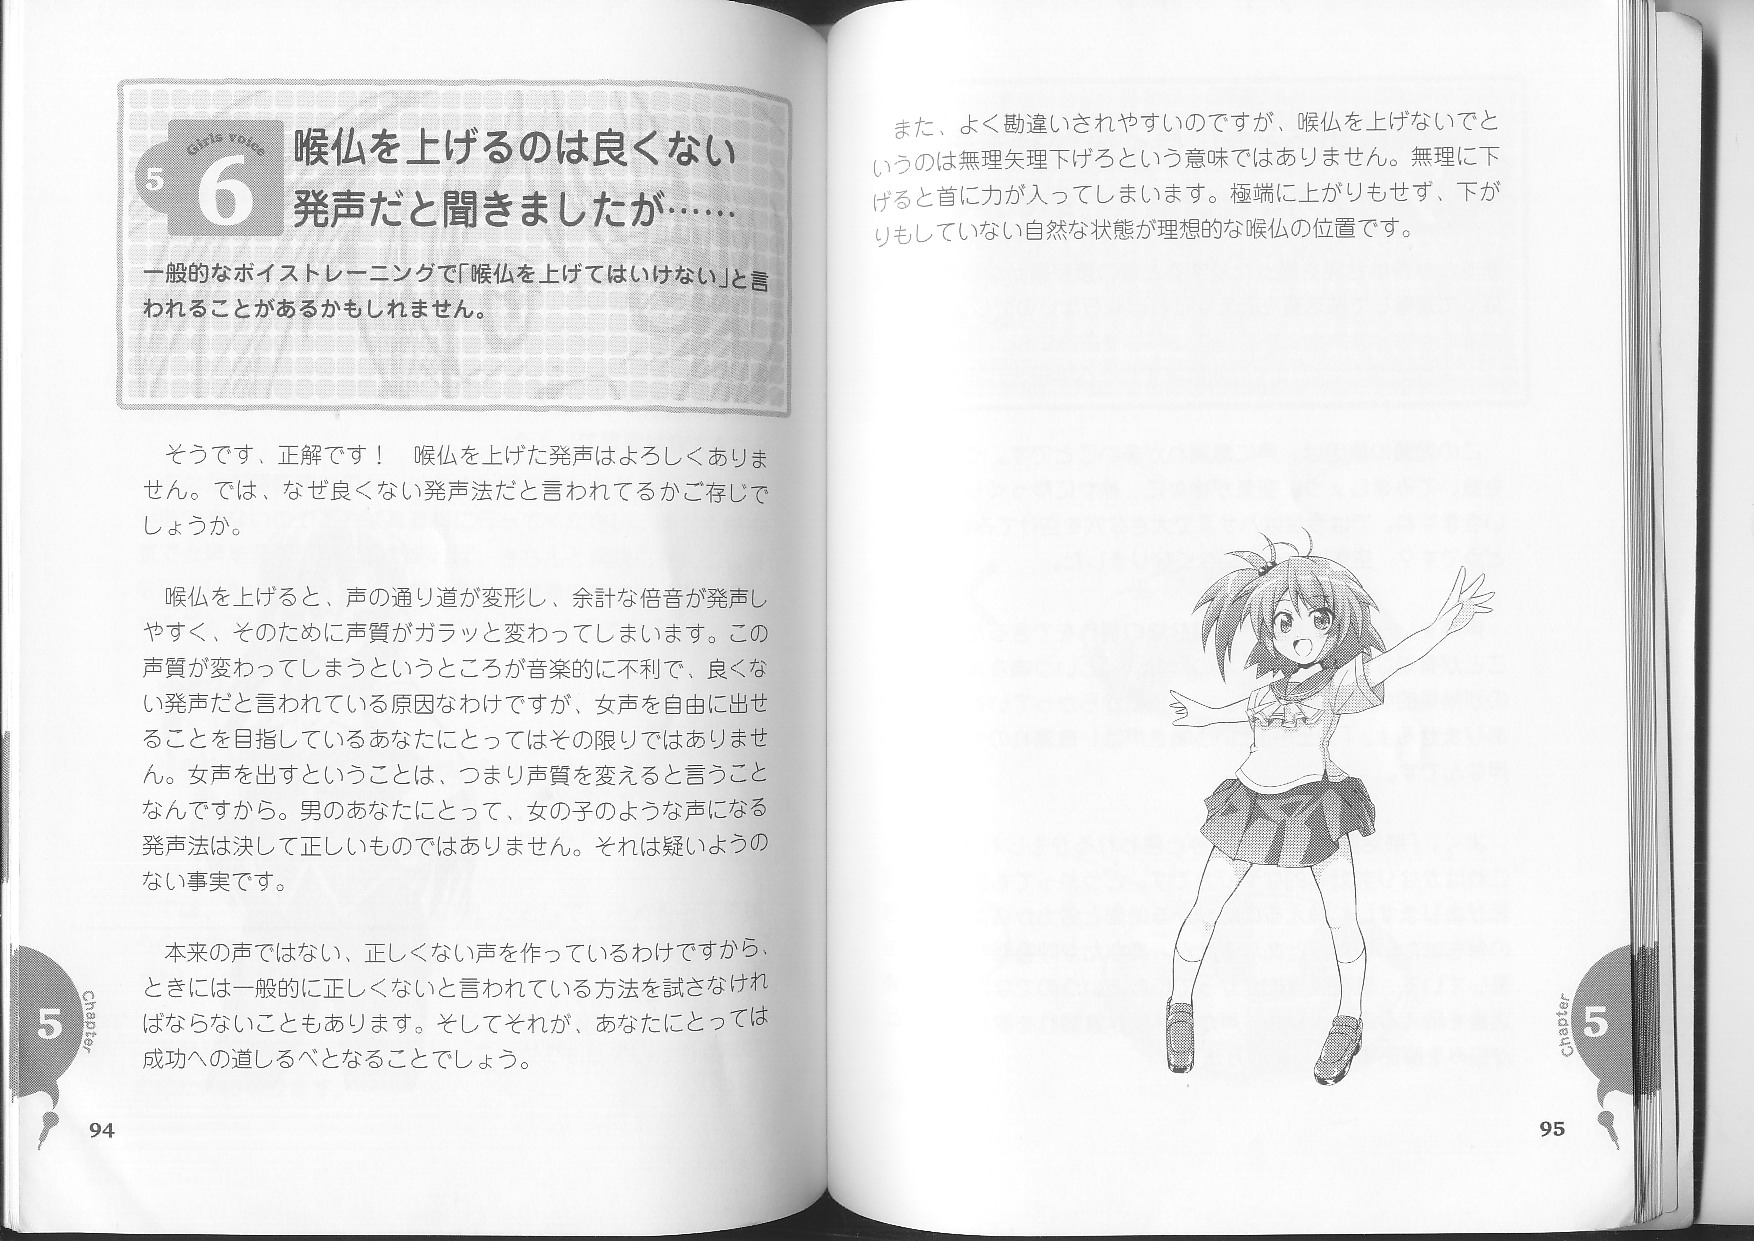 Girls voice
5
6
喉仏を上げるのは良くない
発声だと聞きましたが……
一般的なボイストレーニングで「喉仏を上げてはいけない」と言
われることがあるかもしれません。
そうです、正解です！　喉仏を上げた発声はよろしくありま
せん。では、なぜ良くない発声法だと言われてるかご存じで
しょうか。
喉仏を上げると、声の通り道が変形し、余計な倍音が発声し
やすく、そのために声質がガラッと変わってしまいます。この
声質が変わってしまうというところが音楽的に不利で、良くな
い発声だと言われている原因なわけですが、女声を自由に出せ
ることを目指しているあなたにとってはその限りではありませ
ん。女声を出すということは、つまり声質を変えると言うこと
なんですから。男のあなたにとって、女の子のような声になる
発声法は決して正しいものではありません。それは疑いようの
ない事実です。
本来の声ではない、正しくない声を作っているわけですから、
ときには一般的に正しくないと言われている方法を試さなけれ
ばならないこともあります。そしてそれが、あなたにとっては
成功への道しるべとなることでしょう。
Chapter
5
94
また、よく勘違いされやすいのですが、喉仏を上げないでと
いうのは無理矢理下げろという意味ではありません。無理に下
げると首に力が入ってしまいます。極端に上がりもせず、下が
りもしていない自然な状態が理想的な喉仏の位置です。
Chapter
5
95